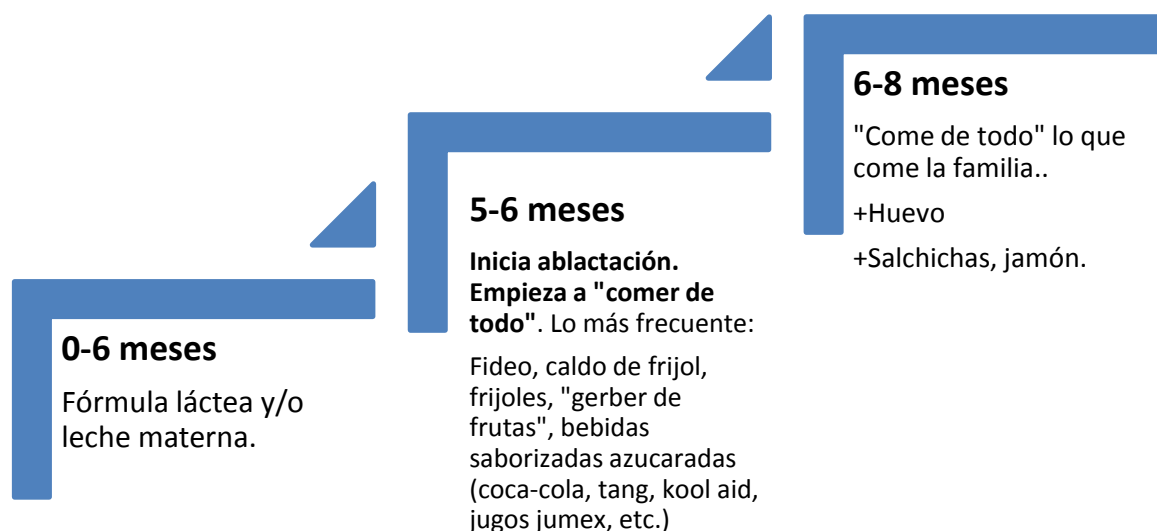 0-6 meses
Fórmula láctea y/o
leche materna.
5-6 meses
Inicia ablactación.
Empieza a "comer de
todo". Lo más frecuente:
Fideo, caldo de frijol,
frijoles, "gerber de
frutas", bebidas
saborizadas azucaradas
(coca-cola, tang, kool aid,
jugos jumex, etc.)
6-8 meses
"Come de todo" lo que
come la familia..
+Huevo
+Salchichas, jamón.